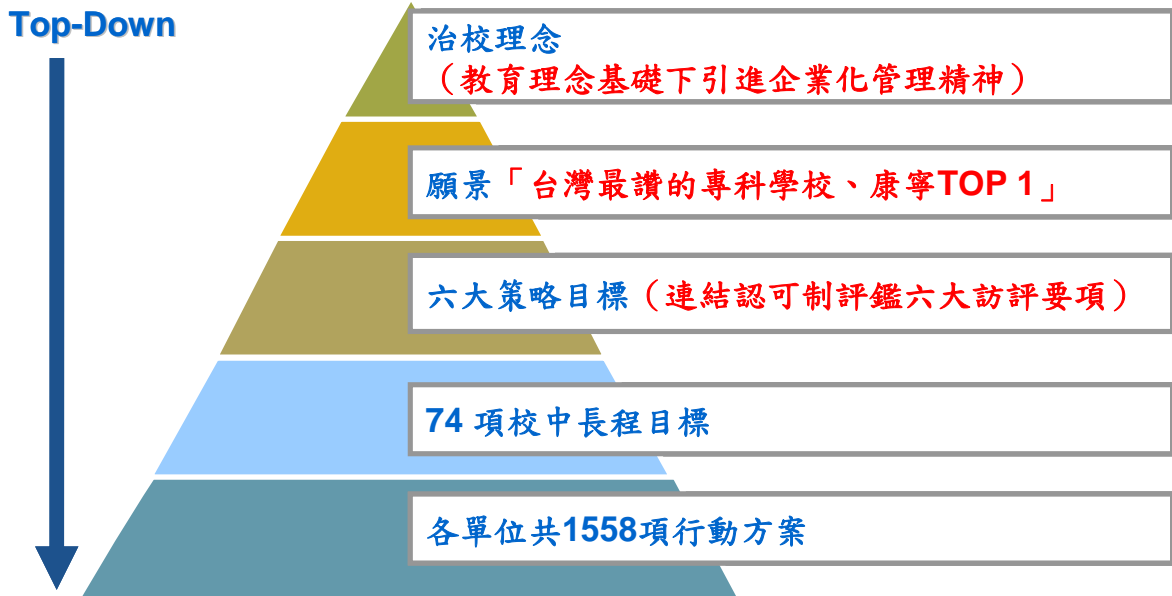 Top-Down
治校理念
（教育理念基礎下引進企業化管理精神）
願景「台灣最讚的專科學校、康寧TOP 1」
六大策略目標（連結認可制評鑑六大訪評要項）
74 項校中長程目標
各單位共1558項行動方案